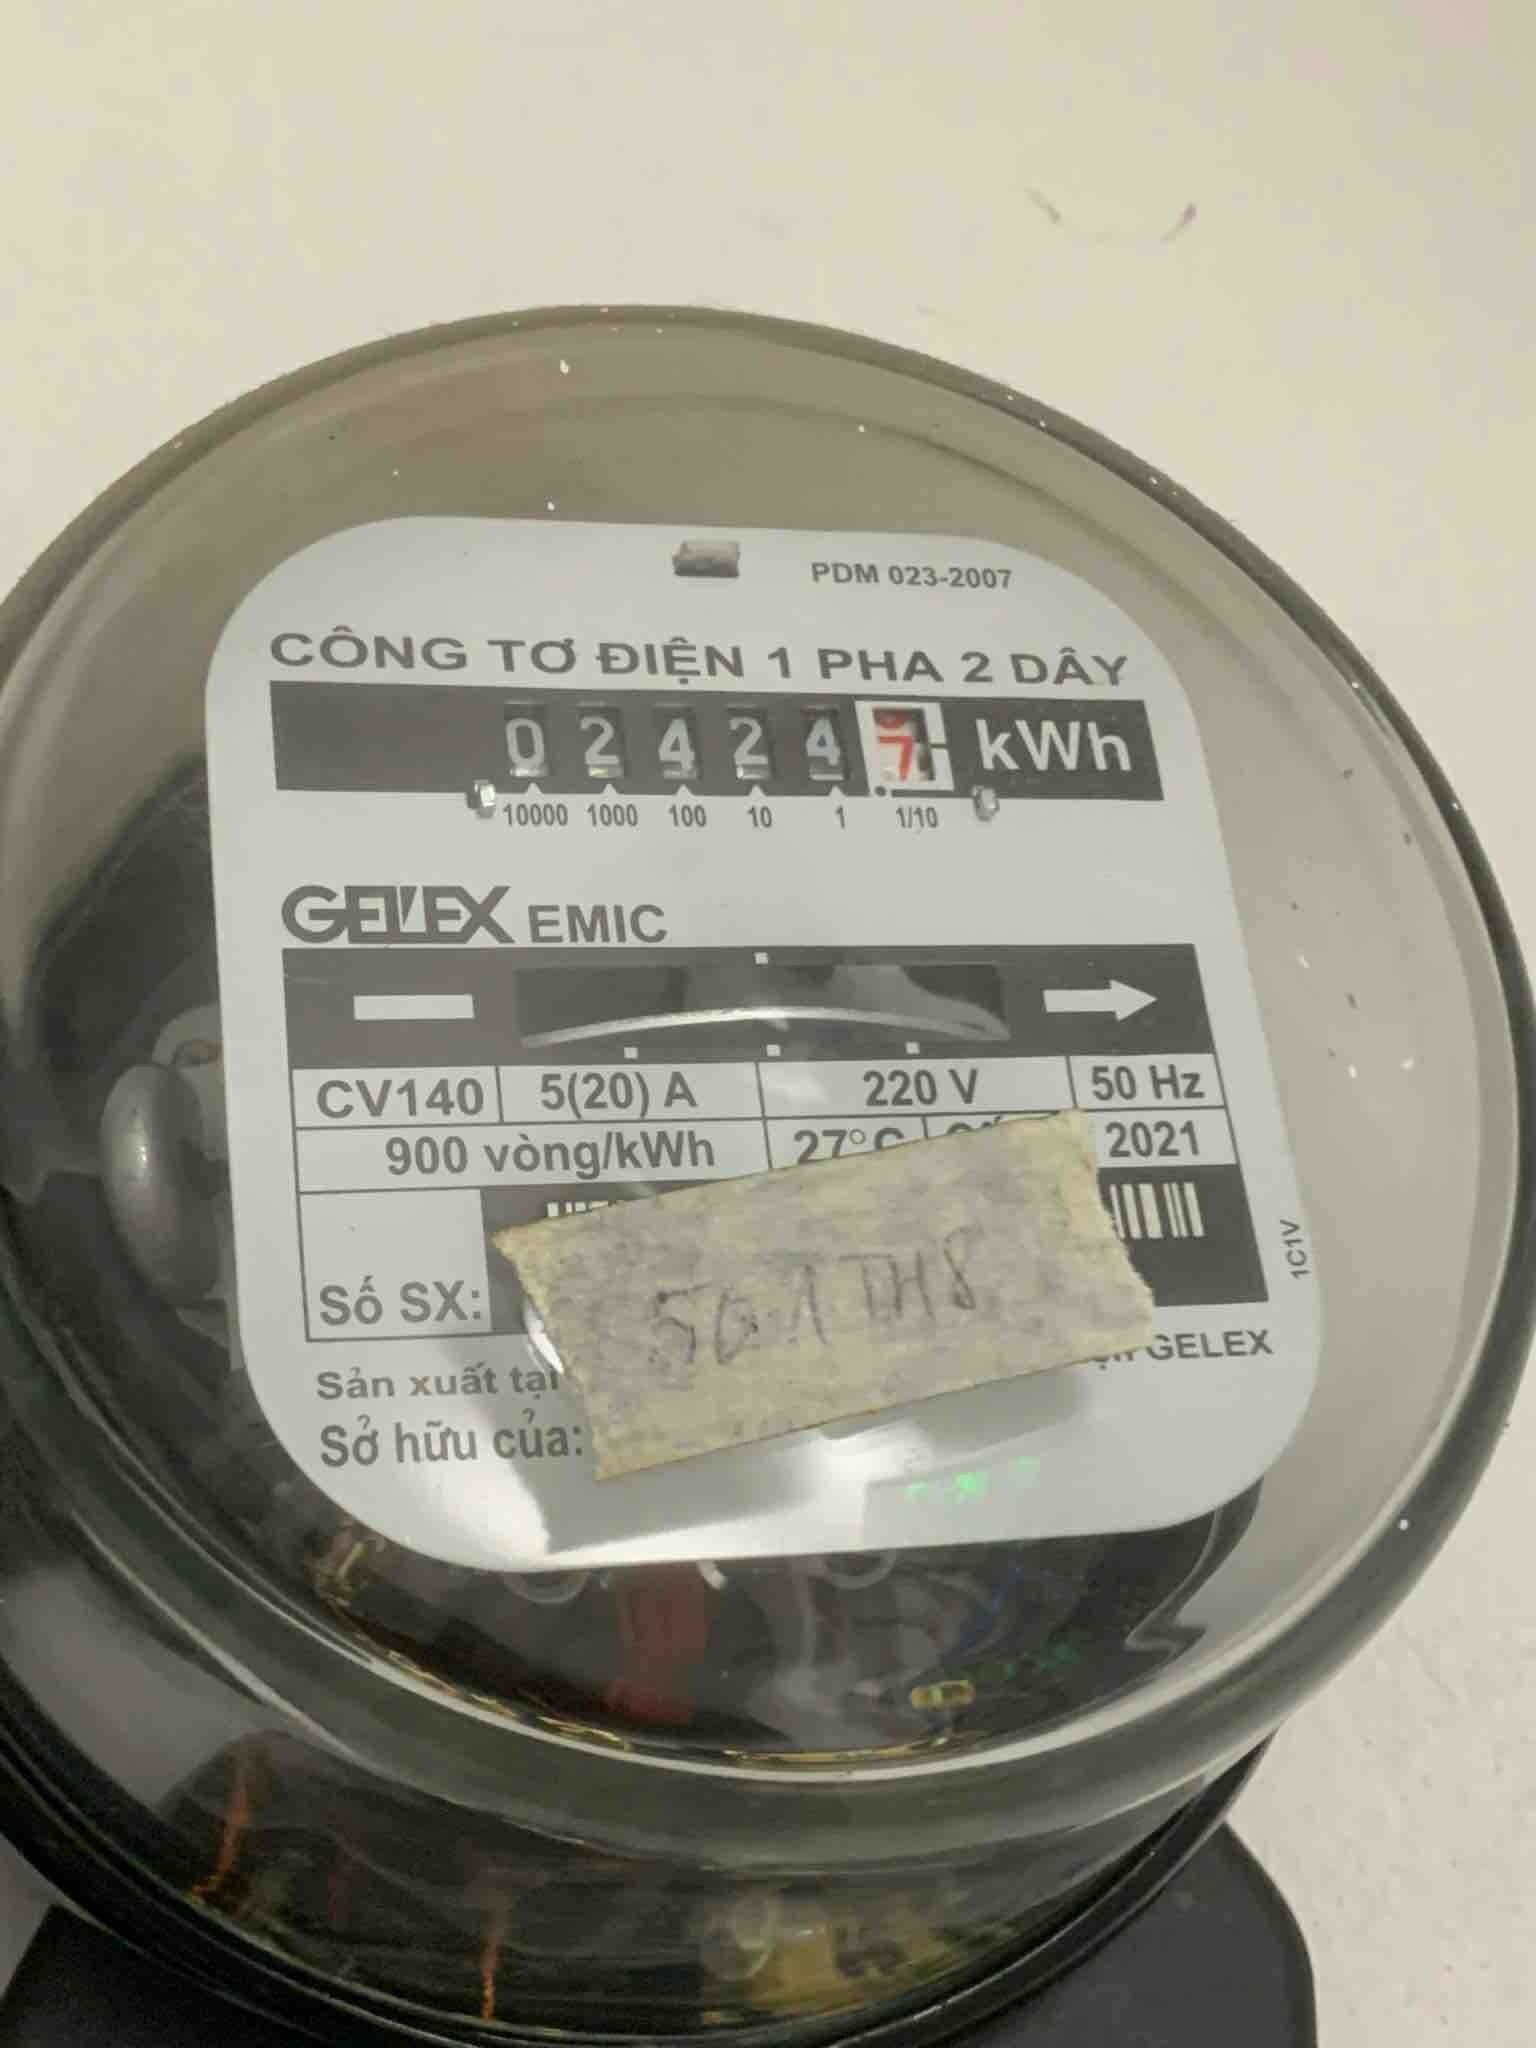 PDM 023-2007
CÔNG TƠ ĐIỆN 1 PHA 2 DÂY
0 2 4 2 4 7 kWh
10000 1000 100 10 1 1/10
GELEX EMIC
CV140 5(20) A 220 V 50 Hz
900 vòng/kWh 27°C 2021
Số SX:
1C1V
TH8
Sản xuất tại GELEX
Sở hữu của: